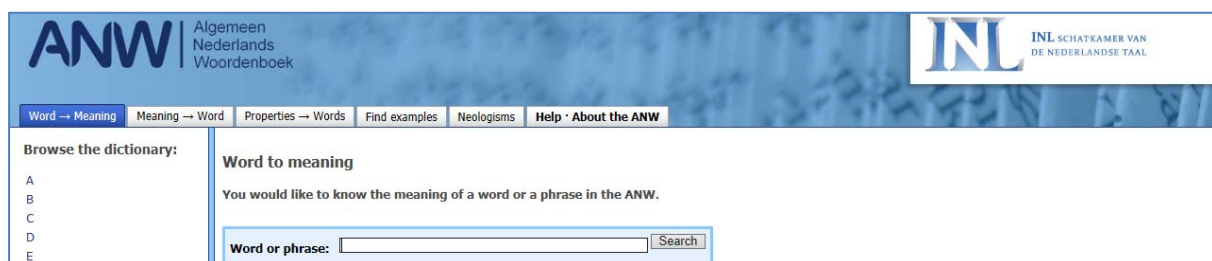 ANW
Algemeen
Nederlands
Woordenboek
INL
INL SCHATKAMER VAN
DE NEDERLANDSE TAAL
Word → Meaning Meaning → Word Properties → Words Find examples Neologisms Help · About the ANW
Browse the dictionary:
A
B
C
D
E
Word to meaning
You would like to know the meaning of a word or a phrase in the ANW.
Word or phrase: Search